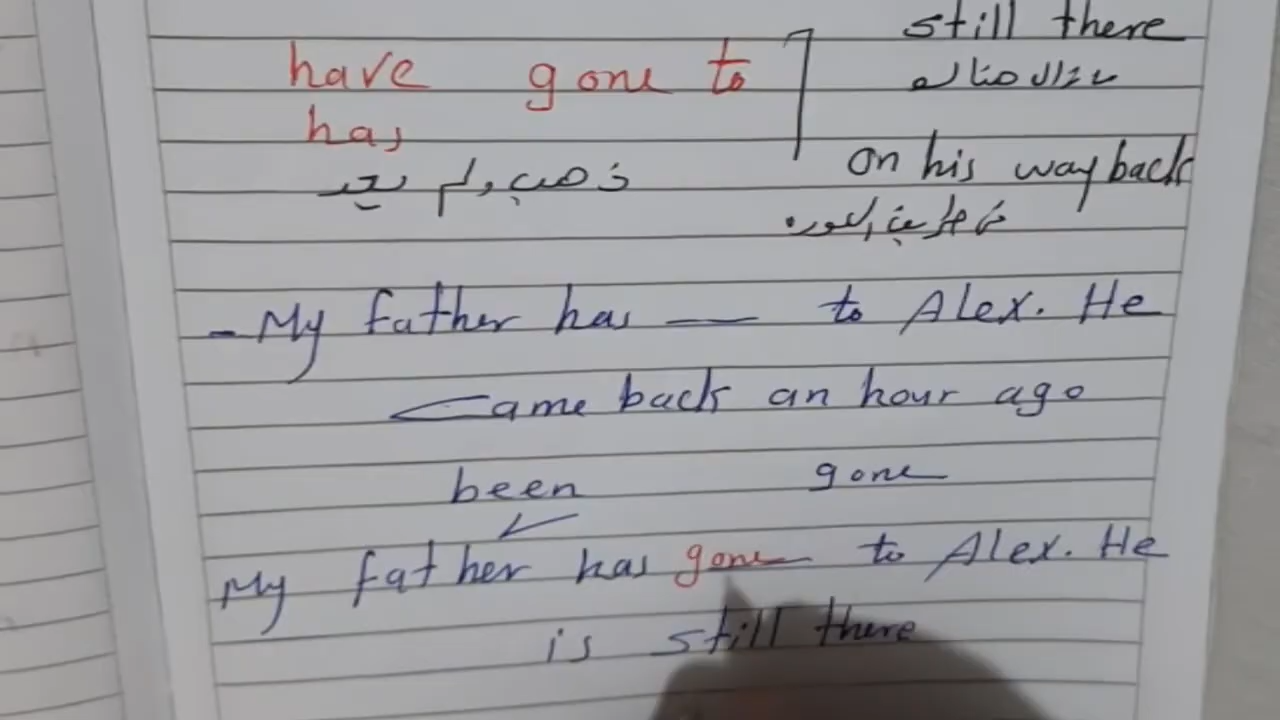 have gone to
has
ذهب ولم يعد
still there
مازال هناك
on his way back
في طريق العوده
- My father has — to Alex. He
came back an hour ago
been gone
My father has gone to Alex. He
is still there